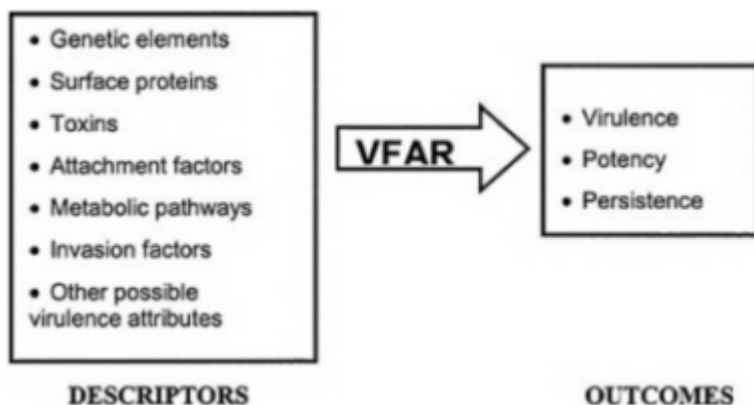 • Genetic elements
• Surface proteins
• Toxins
• Attachment factors
• Metabolic pathways
• Invasion factors
• Other possible
virulence attributes
DESCRIPTORS
VFAR
• Virulence
• Potency
• Persistence
OUTCOMES